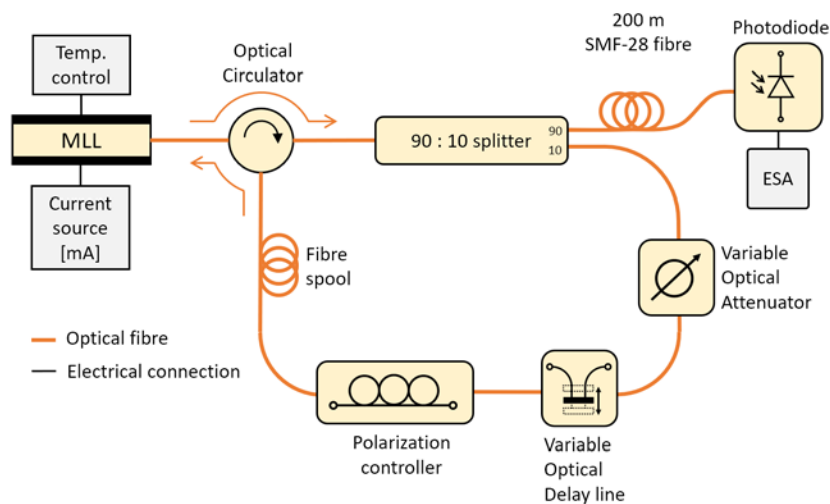 Temp.
control
MLL
Current
source
[mA]
Optical
Circulator
90 : 10 splitter
90
10
200 m
SMF-28 fibre
Photodiode
ESA
Variable
Optical
Attenuator
Fibre
spool
Optical fibre
Electrical connection
Polarization
controller
Variable
Optical
Delay line